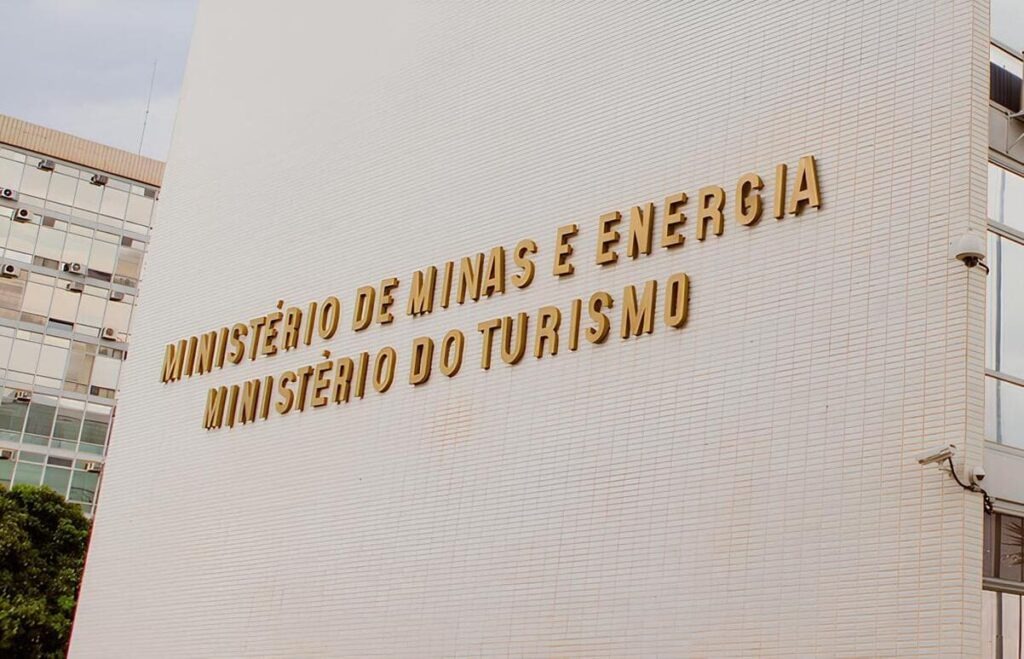 MINISTÉRIO DE MINAS E ENERGIA
MINISTÉRIO DO TURISMO